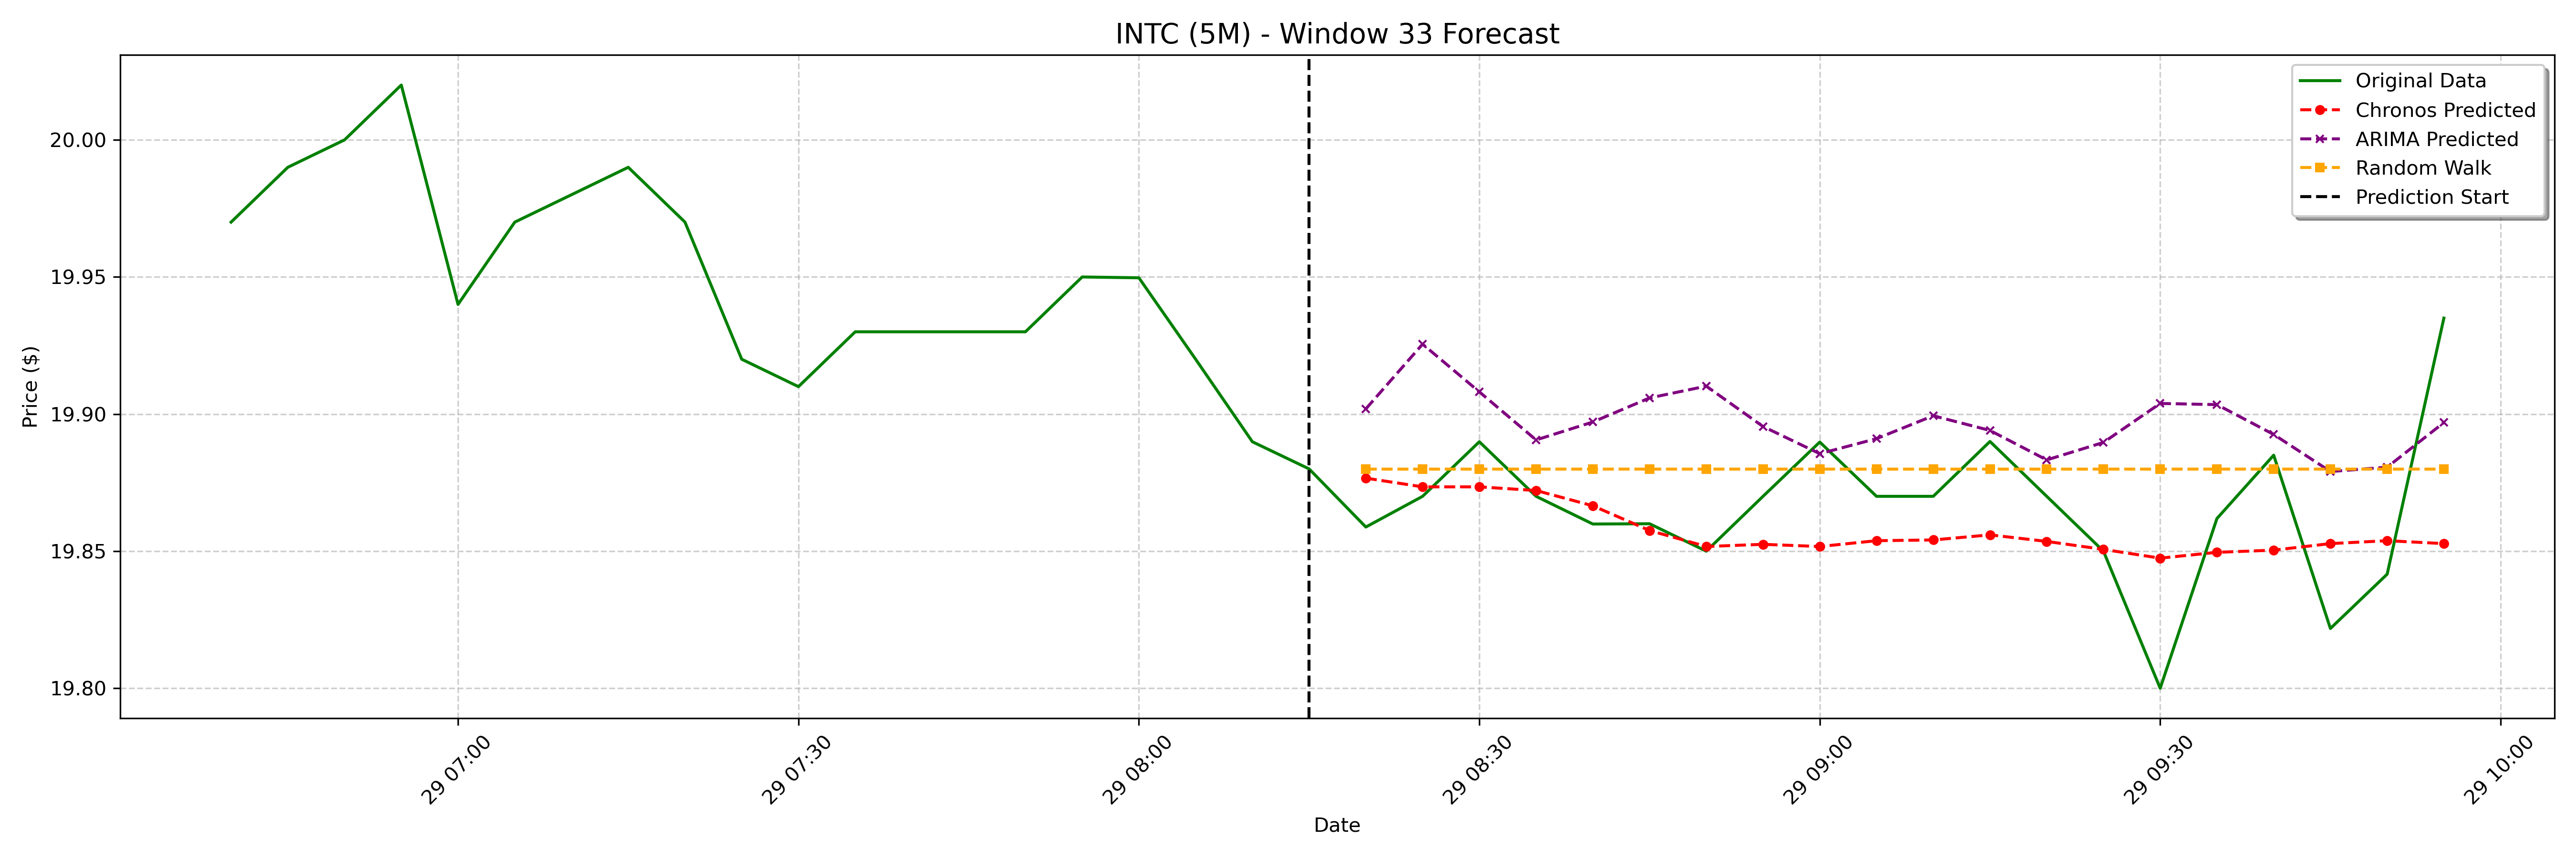 INTC (5M) - Window 33 Forecast
Original Data
Chronos Predicted
ARIMA Predicted
Random Walk
Prediction Start
Price ($)
20.00
19.95
19.90
19.85
19.80
29 07:00
29 07:30
29 08:00
29 08:30
29 09:00
29 09:30
29 10:00
Date